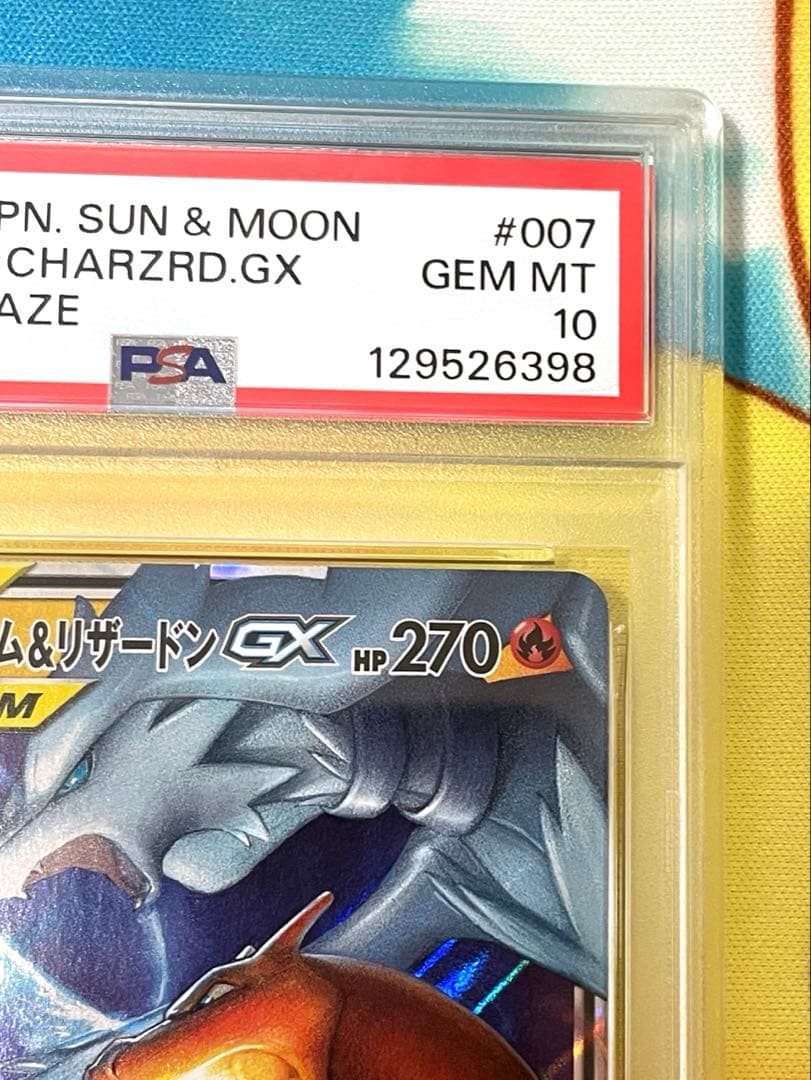 PN. SUN & MOON #007
CHARZRD.GX GEM MT
AZE 10
PSA 129526398
ム&リザードンGX HP270
M